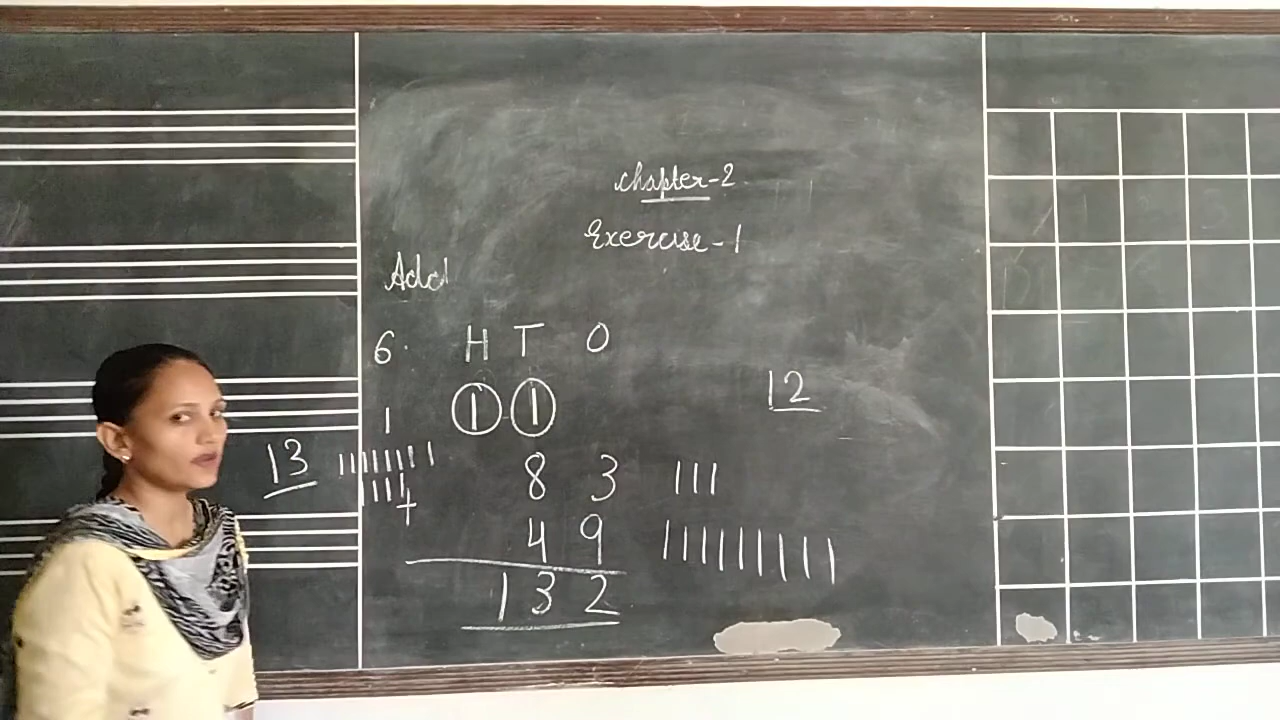 Chapter-2
Exercise-1
Add
6. H T O
1 1
12
1
13
8 3
+
4 9
1 3 2